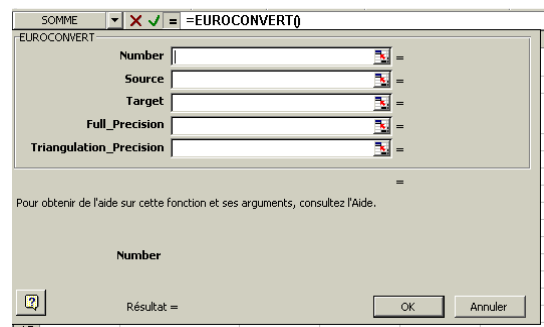 SOMME = =EUROCONVERT()
EUROCONVERT
Number =
Source =
Target =
Full_Precision =
Triangulation_Precision =
=
Pour obtenir de l'aide sur cette fonction et ses arguments, consultez l'Aide.
Number
? Résultat = OK Annuler